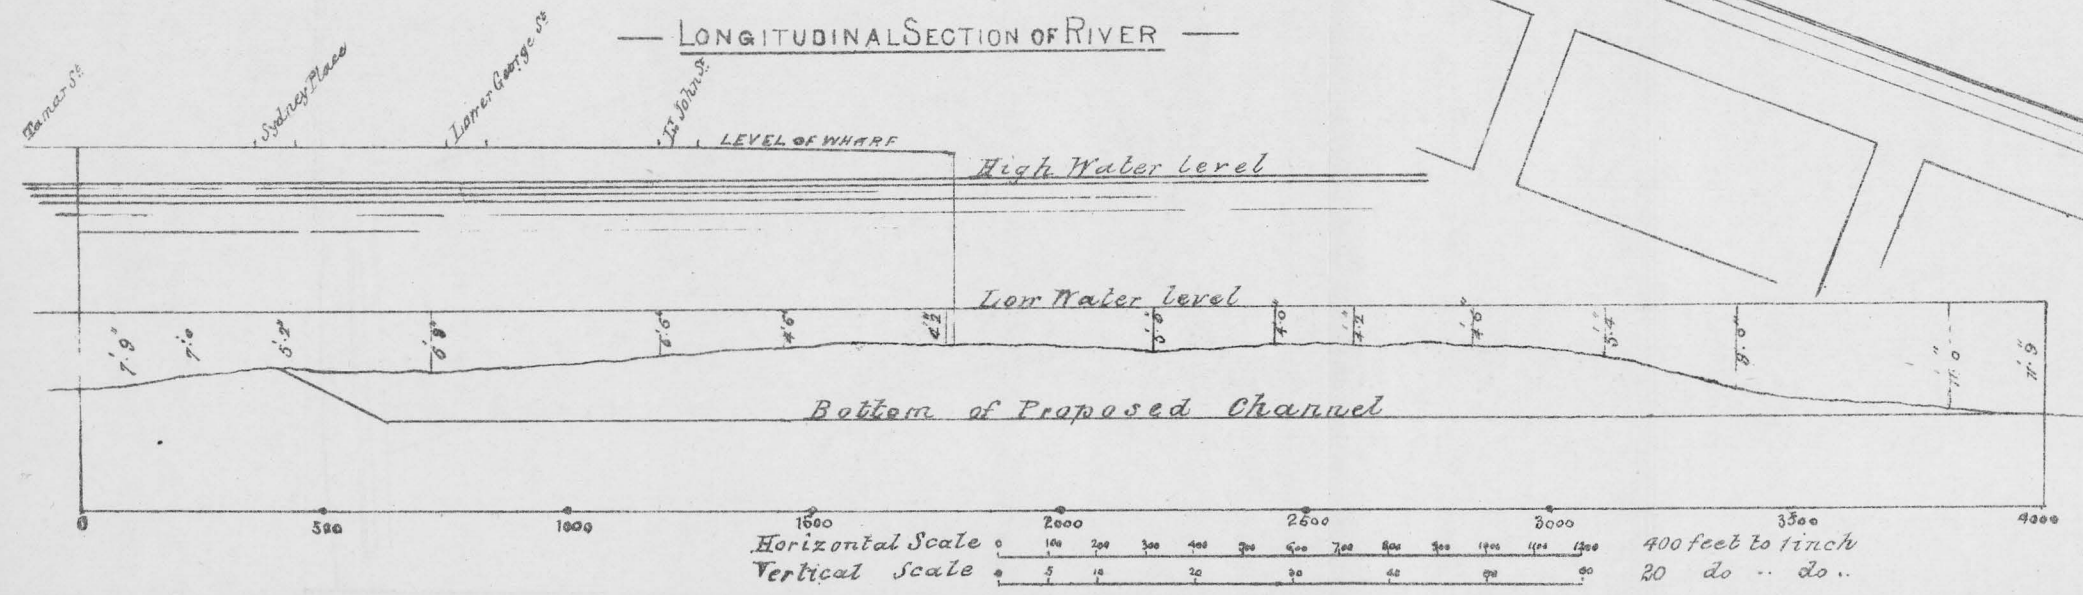 LONGITUDINAL SECTION OF RIVER
Tamar St.
Sydney Place
Lower George St
Lr. John St.
LEVEL OF WHARF
High Water level
Low Water level
7'.9"
7'.0
5'.2"
6'8"
6'.6"
4'6"
4'.2"
5'.0"
4'0"
4'.2"
4'.6"
5'.4"
8'.0"
11'.0"
11'.9"
Bottom of Proposed Channel
0 500 1000 1500 2000 2500 3000 3500 4000
Horizontal Scale 0 100 200 300 400 500 600 700 800 900 1000 1100 1200 400 feet to 1 inch
Vertical Scale 0 5 10 20 30 40 50 60 20 do .. do ..